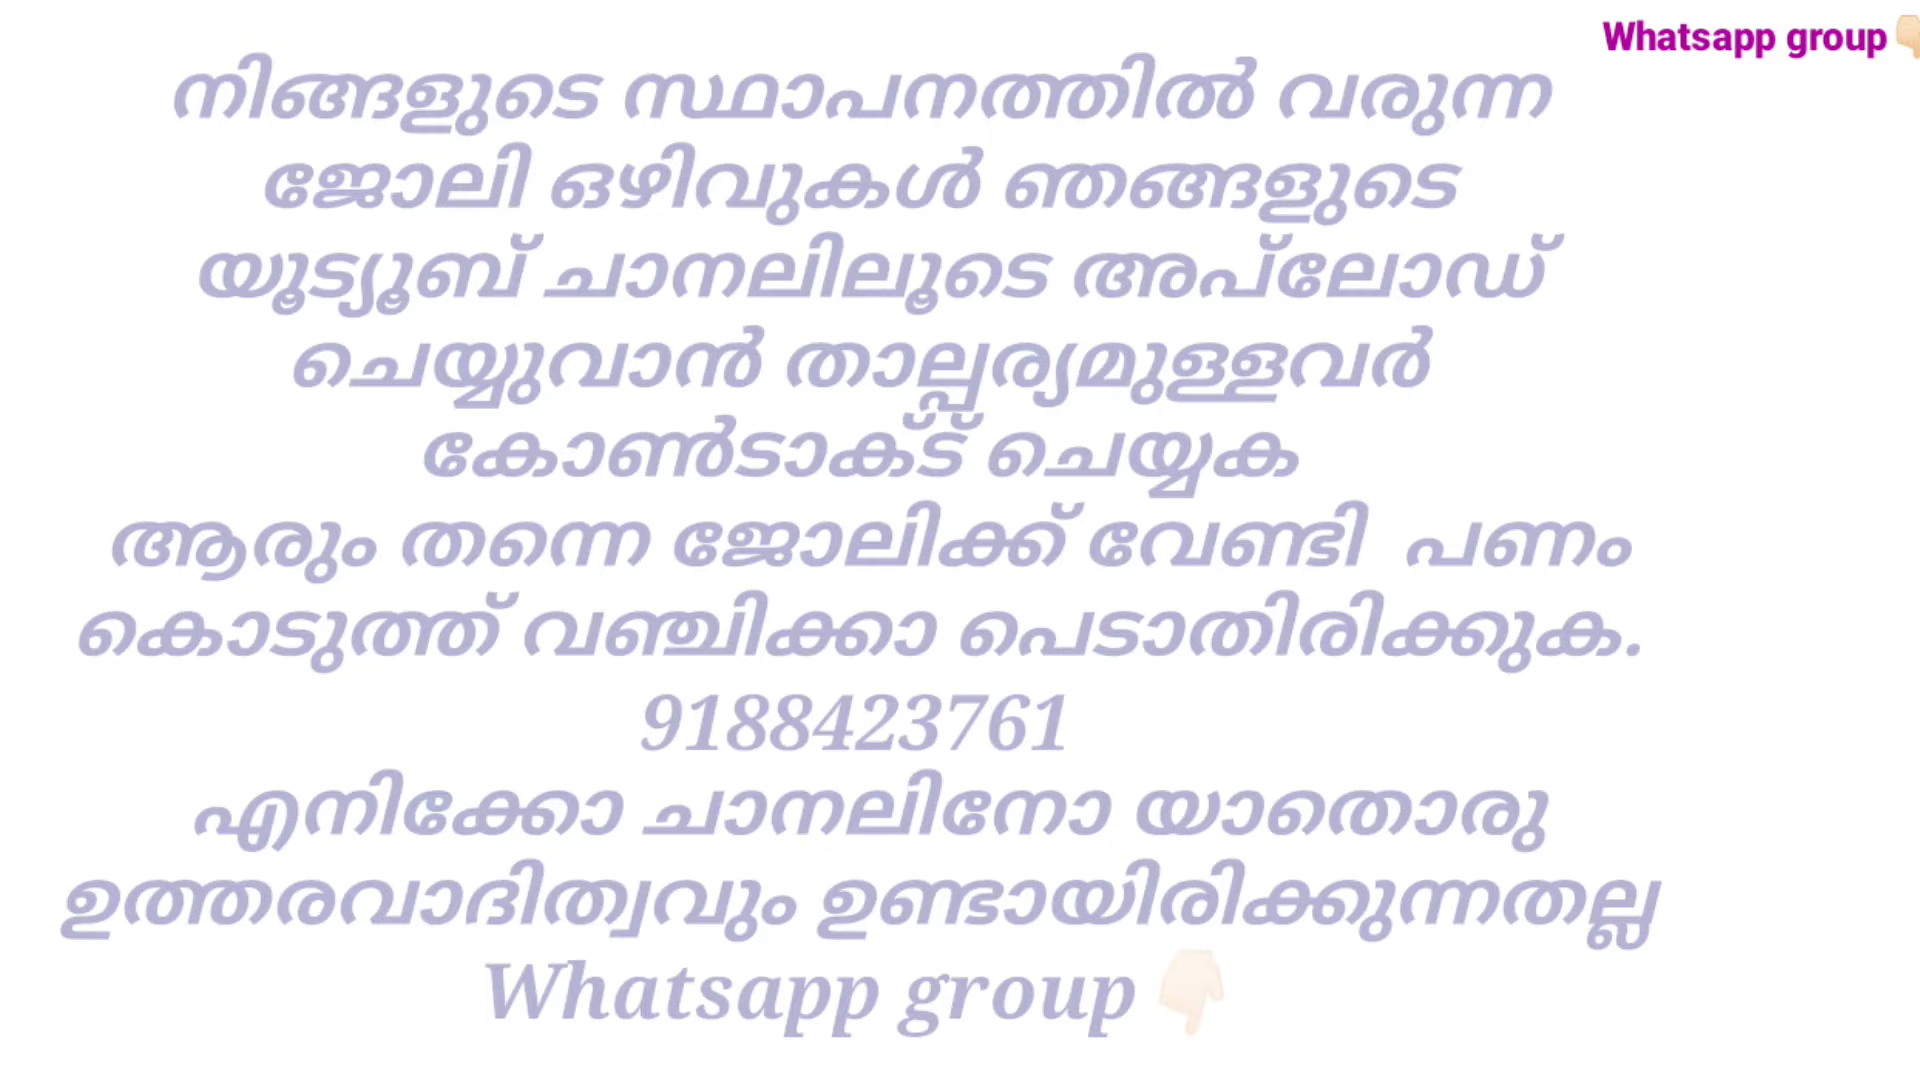 Whatsapp group👇🏻
നിങ്ങളുടെ സ്ഥാപനത്തിൽ വരുന്ന
ജോലി ഒഴിവുകൾ ഞങ്ങളുടെ
യൂട്യൂബ് ചാനലിലൂടെ അപ്ലോഡ്
ചെയ്യുവാൻ താല്പര്യമുള്ളവർ
കോൺടാക്ട് ചെയ്യക
ആരും തന്നെ ജോലിക്ക് വേണ്ടി പണം
കൊടുത്ത് വഞ്ചിക്കാ പെടാതിരിക്കുക.
9188423761
എനിക്കോ ചാനലിനോ യാതൊരു
ഉത്തരവാദിത്വവും ഉണ്ടായിരിക്കുന്നതല്ല
Whatsapp group 👇🏻